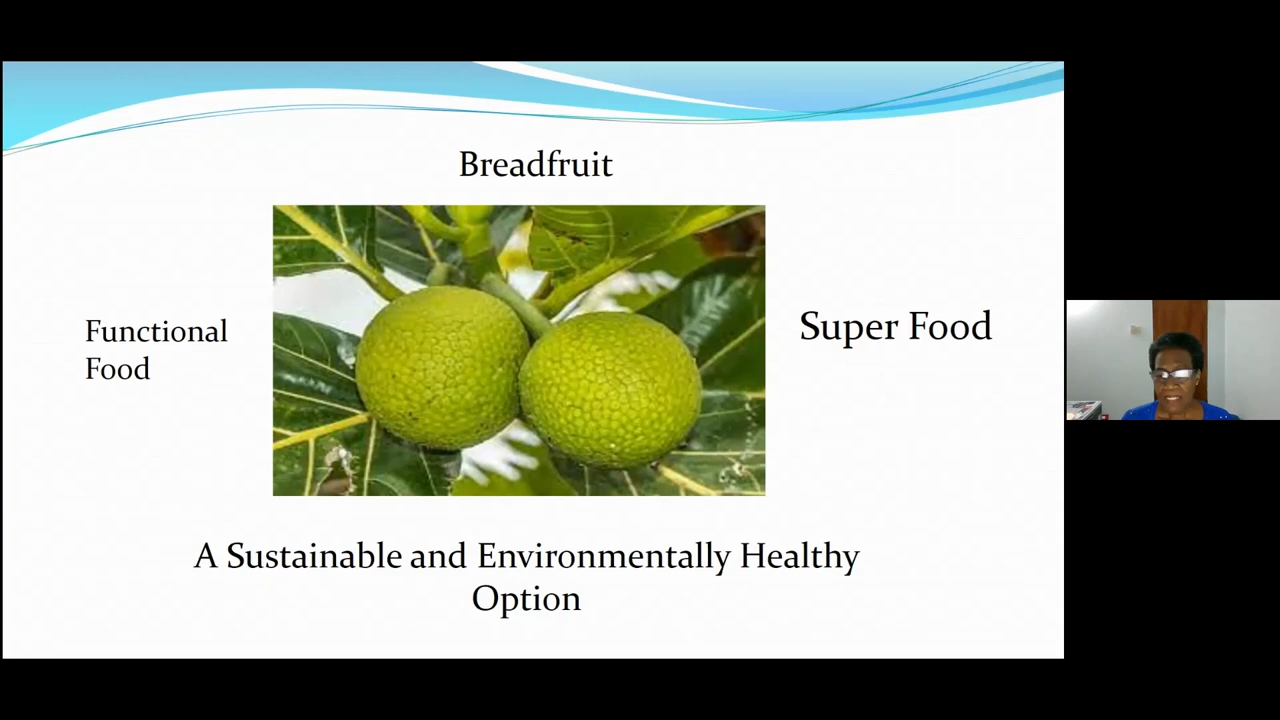 Breadfruit
Functional
Food
Super Food
A Sustainable and Environmentally Healthy
Option